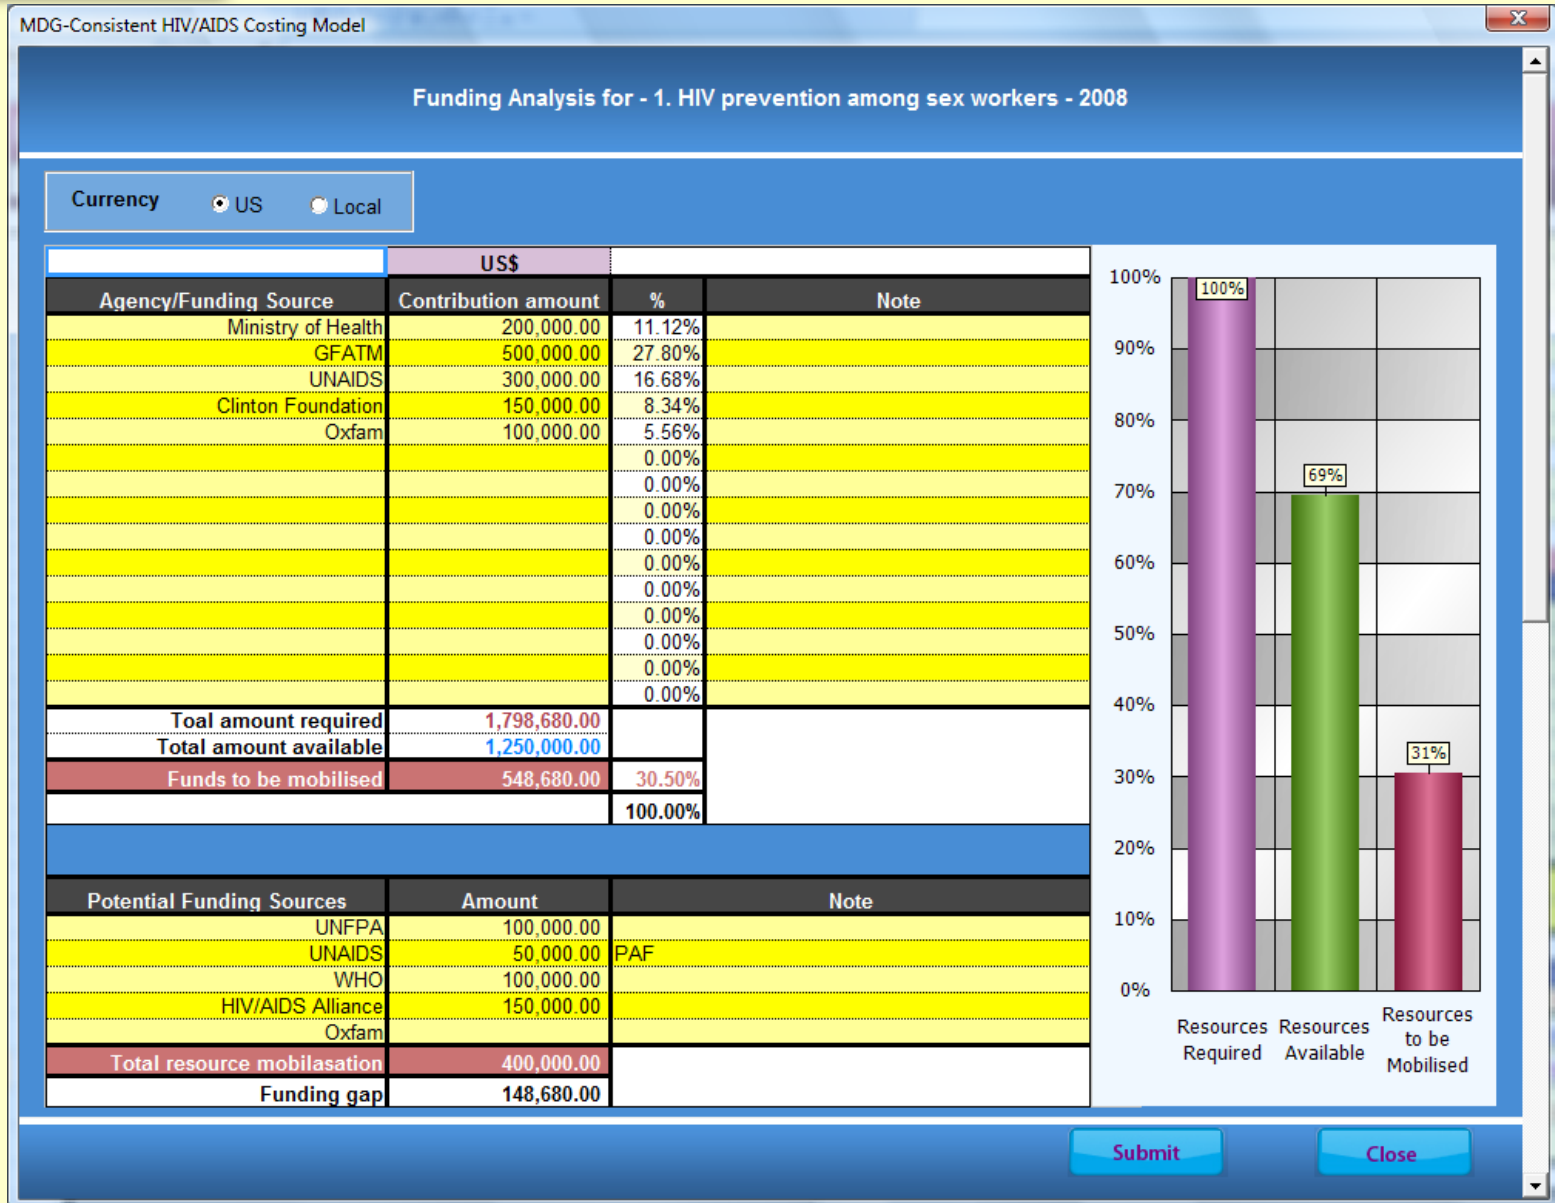 MDG-Consistent HIV/AIDS Costing Model
Funding Analysis for - 1. HIV prevention among sex workers - 2008
Currency US Local
US$
Agency/Funding Source Contribution amount % Note
Ministry of Health 200,000.00 11.12%
GFATM 500,000.00 27.80%
UNAIDS 300,000.00 16.68%
Clinton Foundation 150,000.00 8.34%
Oxfam 100,000.00 5.56%
0.00%
0.00%
0.00%
0.00%
0.00%
0.00%
0.00%
0.00%
0.00%
0.00%
Toal amount required 1,798,680.00
Total amount available 1,250,000.00
Funds to be mobilised 548,680.00 30.50%
100.00%
Potential Funding Sources Amount Note
UNFPA 100,000.00
UNAIDS 50,000.00 PAF
WHO 100,000.00
HIV/AIDS Alliance 150,000.00
Oxfam
Total resource mobilasation 400,000.00
Funding gap 148,680.00
100%
90%
80%
70%
60%
50%
40%
30%
20%
10%
0%
100%
69%
31%
Resources Required
Resources Available
Resources to be Mobilised
Submit Close